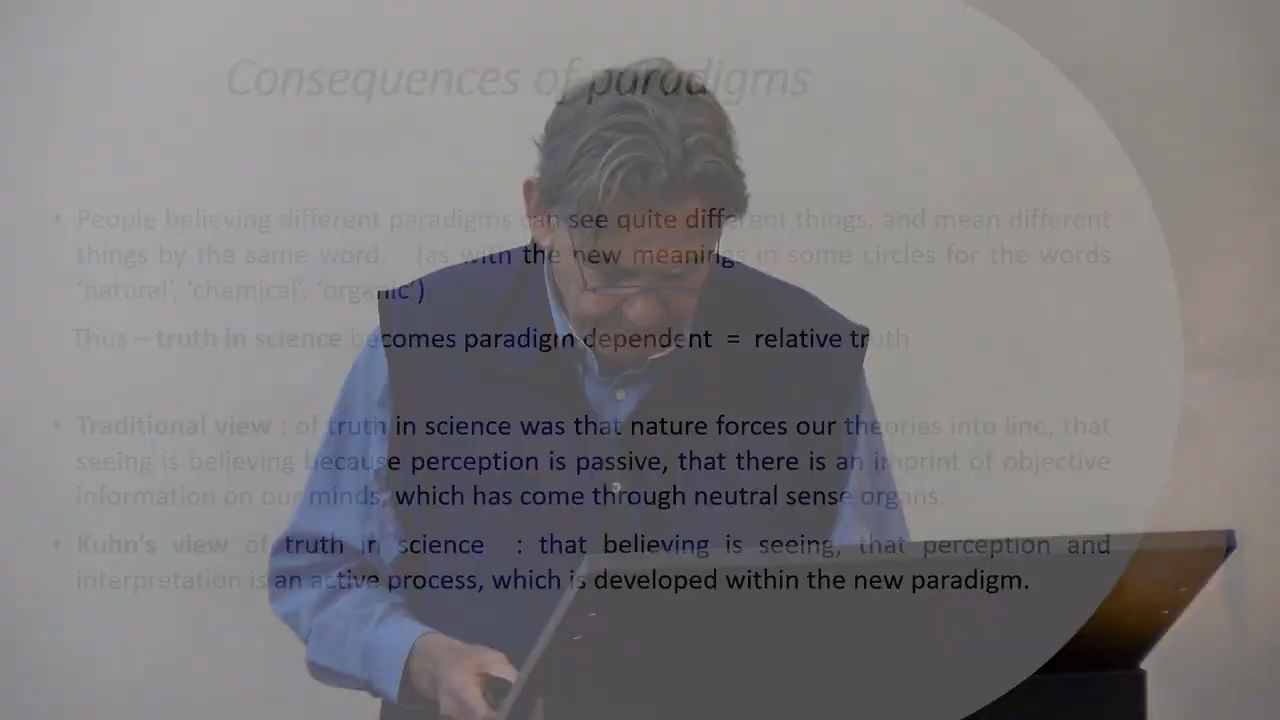 Consequences of paradigms
• People believing different paradigms can see quite different things, and mean different
things by the same word. (as with the new meanings in some circles for the words
‘natural’, ‘chemical’, ‘organic’)
Thus – truth in science becomes paradigm dependent = relative truth
• Traditional view : of truth in science was that nature forces our theories into line, that
seeing is believing because perception is passive, that there is an imprint of objective
information on our minds, which has come through neutral sense organs.
• Kuhn’s view of truth in science : that believing is seeing, that perception and
interpretation is an active process, which is developed within the new paradigm.